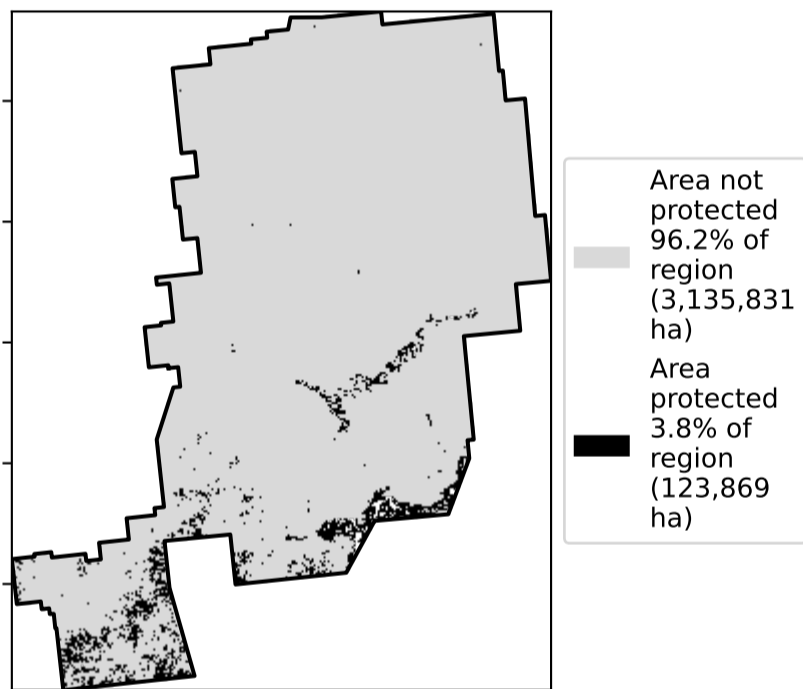 Area not
protected
96.2% of
region
(3,135,831
ha)
Area
protected
3.8% of
region
(123,869
ha)